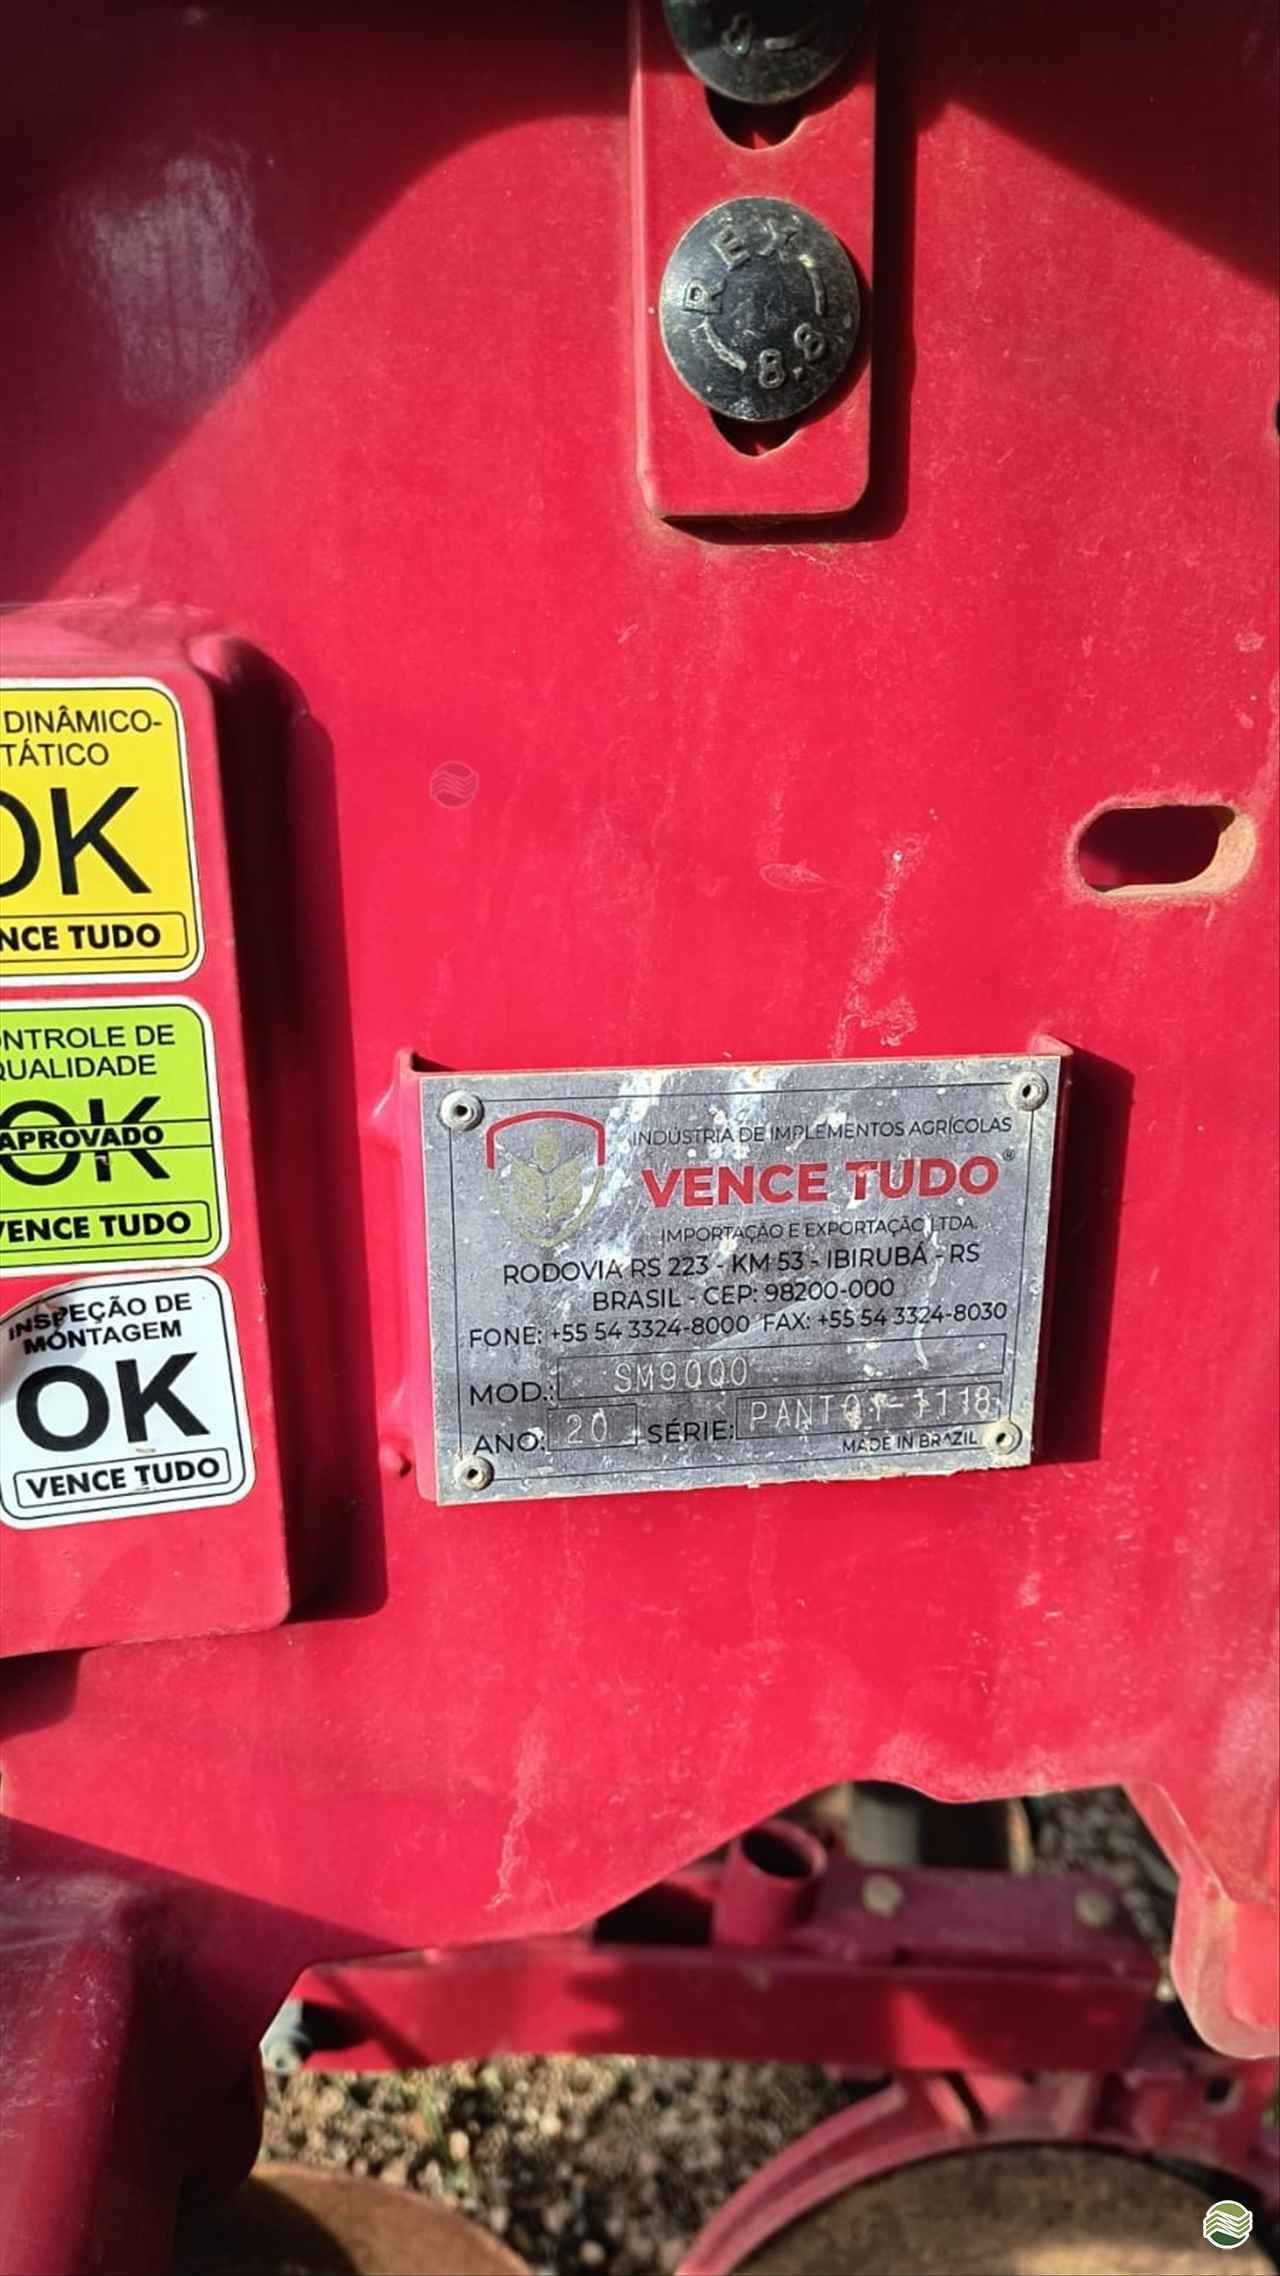 REX
8.8
DINÂMICO-
TÁTICO
OK
NCE TUDO
ONTROLE DE
QUALIDADE
OK
APROVADO
VENCE TUDO
INSPEÇÃO DE
MONTAGEM
OK
VENCE TUDO
INDÚSTRIA DE IMPLEMENTOS AGRÍCOLAS
VENCE TUDO®
IMPORTAÇÃO E EXPORTAÇÃO LTDA.
RODOVIA RS 223 - KM 53 - IBIRUBÁ - RS
BRASIL - CEP: 98200-000
FONE: +55 54 3324-8000 FAX: +55 54 3324-8030
MOD.: SM9000
ANO: 20 SÉRIE:
MADE IN BRAZIL